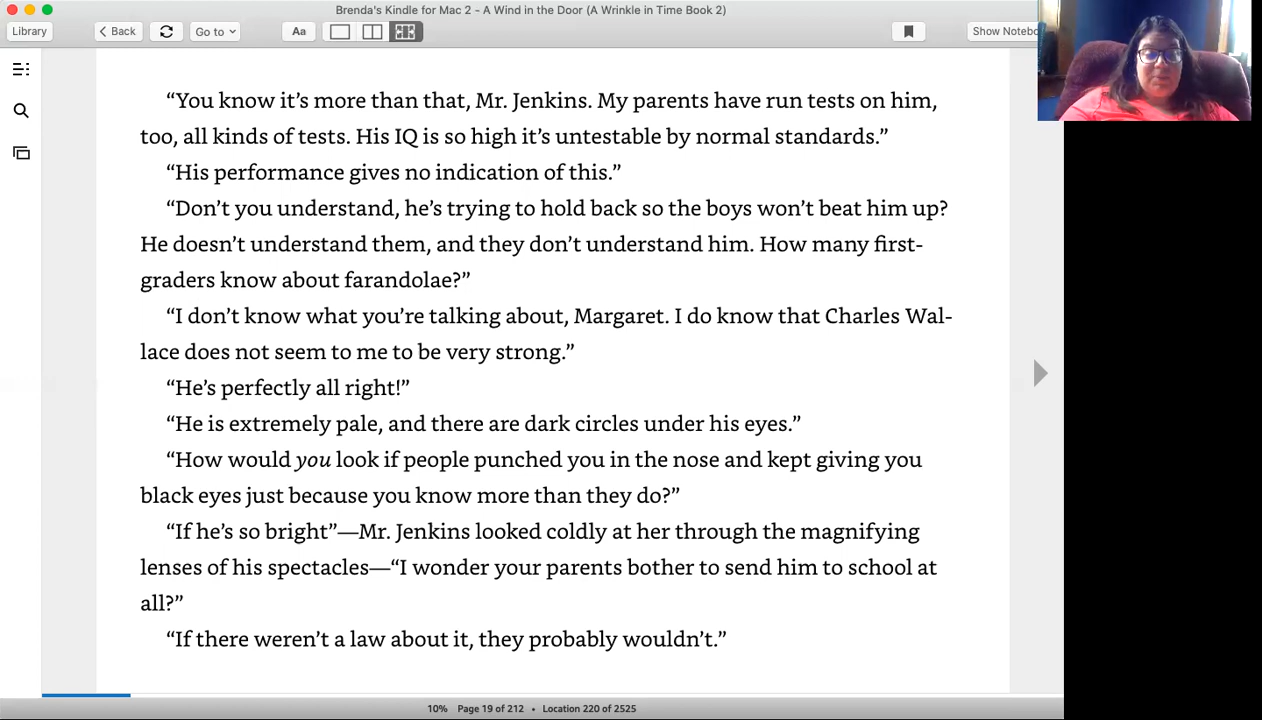 Brenda's Kindle for Mac 2 - A Wind in the Door (A Wrinkle in Time Book 2)
Library
Back
Go to
Aa
Show Notebo
“You know it’s more than that, Mr. Jenkins. My parents have run tests on him,
too, all kinds of tests. His IQ is so high it’s untestable by normal standards.”
“His performance gives no indication of this.”
“Don’t you understand, he’s trying to hold back so the boys won’t beat him up?
He doesn’t understand them, and they don’t understand him. How many first-
graders know about farandolae?”
“I don’t know what you’re talking about, Margaret. I do know that Charles Wal-
lace does not seem to me to be very strong.”
“He’s perfectly all right!”
“He is extremely pale, and there are dark circles under his eyes.”
“How would you look if people punched you in the nose and kept giving you
black eyes just because you know more than they do?”
“If he’s so bright”—Mr. Jenkins looked coldly at her through the magnifying
lenses of his spectacles—“I wonder your parents bother to send him to school at
all?”
“If there weren’t a law about it, they probably wouldn’t.”
10% Page 19 of 212 • Location 220 of 2525